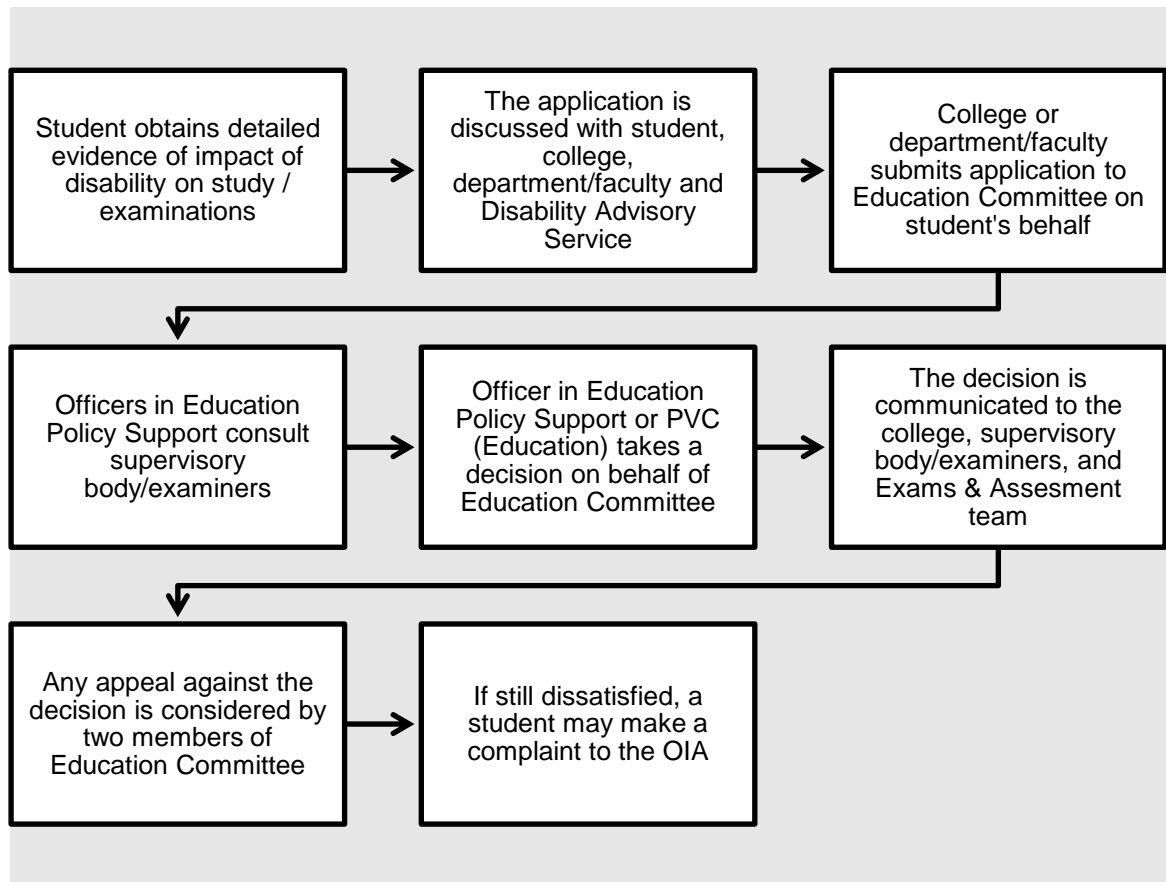 Student obtains detailed
evidence of impact of
disability on study /
examinations
The application is
discussed with student,
college,
department/faculty and
Disability Advisory
Service
College or
department/faculty
submits application to
Education Committee on
student's behalf
Officers in Education
Policy Support consult
supervisory
body/examiners
Officer in Education
Policy Support or PVC
(Education) takes a
decision on behalf of
Education Committee
The decision is
communicated to the
college, supervisory
body/examiners, and
Exams & Assesment
team
Any appeal against the
decision is considered by
two members of
Education Committee
If still dissatisfied, a
student may make a
complaint to the OIA